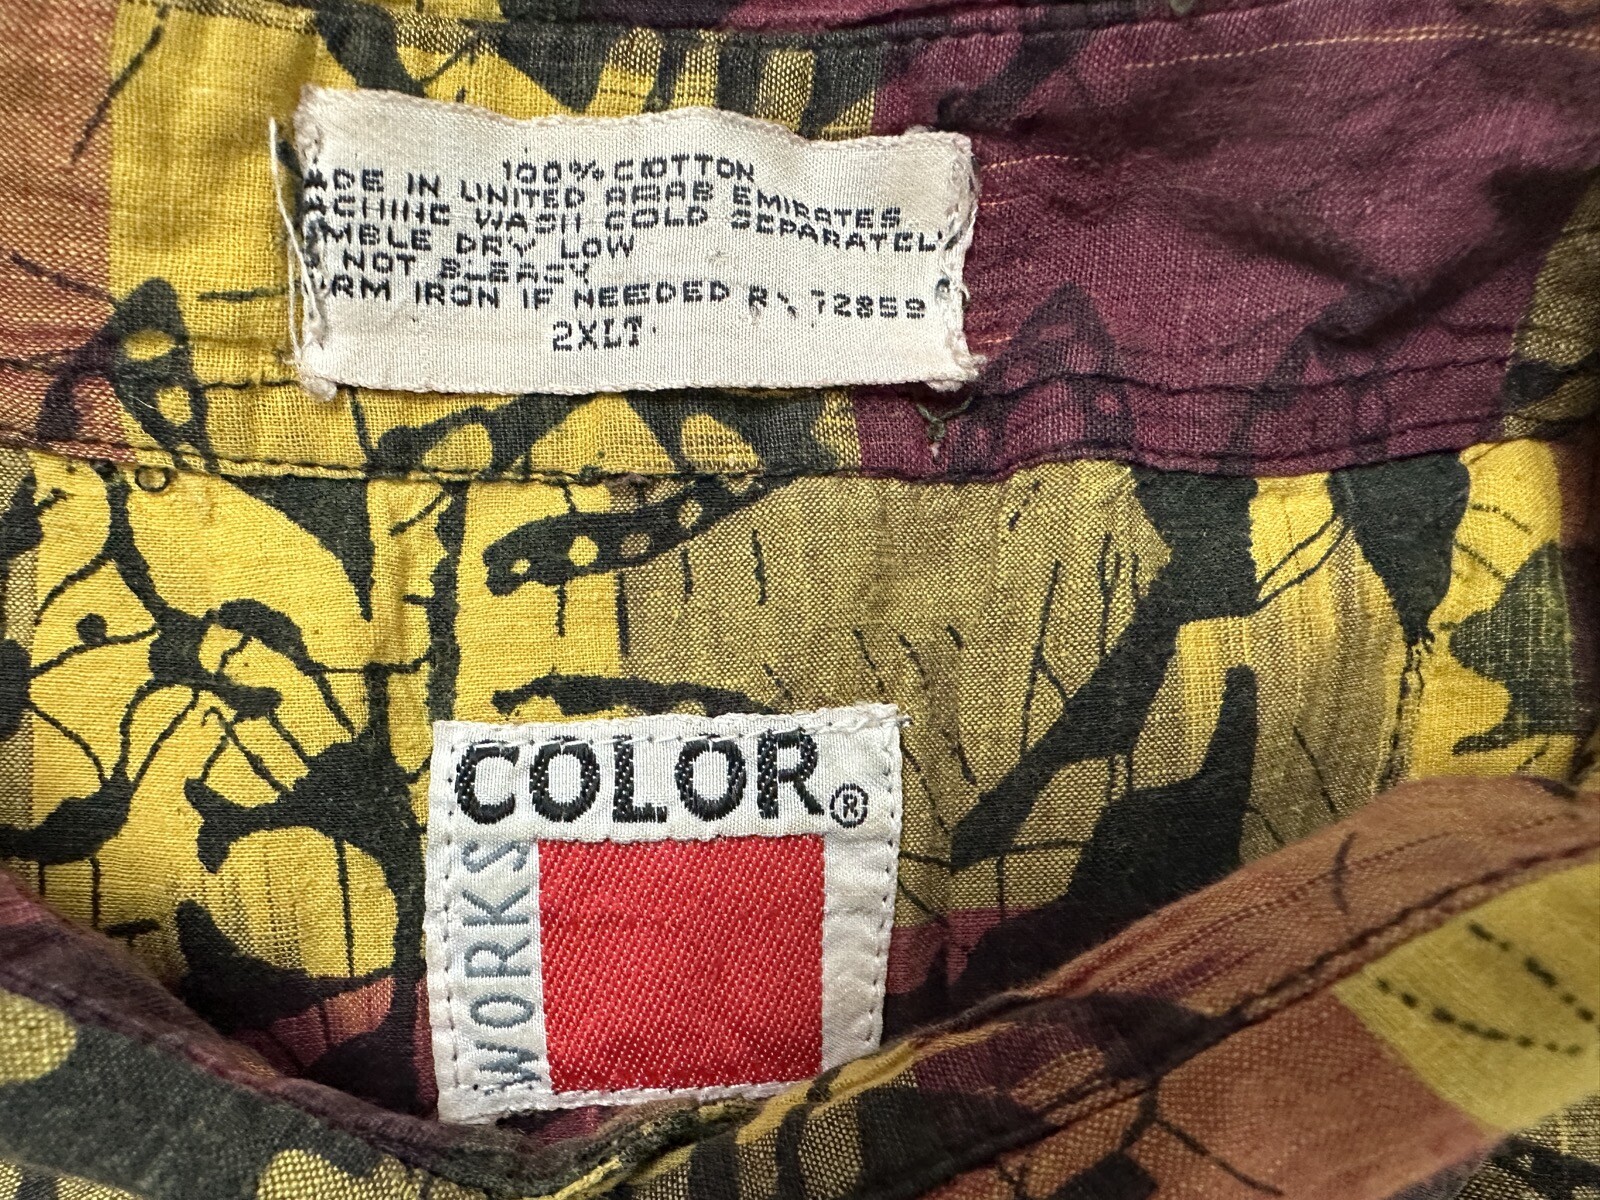 100% COTTON
ADE IN UNITED ARAB EMIRATES
ACHINE WASH COLD SEPARATELY
MBLE DRY LOW
NOT BLEACH
RM IRON IF NEEDED RN 72859
2XLT
COLOR®
WORKS